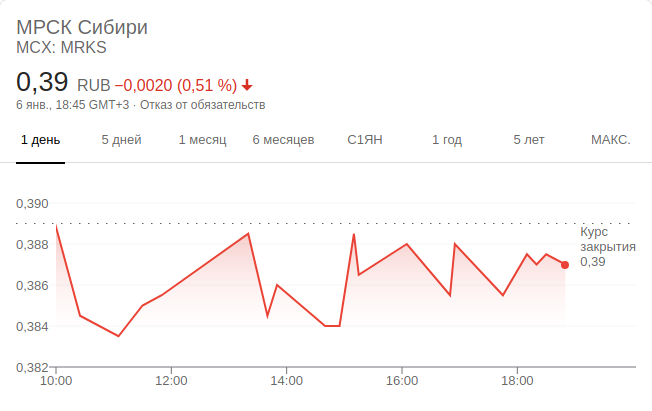 МРСК Сибири
MCX: MRKS
0,39 RUB −0,0020 (0,51 %)
6 янв., 18:45 GMT+3 · Отказ от обязательств
1 день 5 дней 1 месяц 6 месяцев С1ЯН 1 год 5 лет МАКС.
0,390
0,388
0,386
0,384
0,382
Курс
закрытия
0,39
10:00 12:00 14:00 16:00 18:00